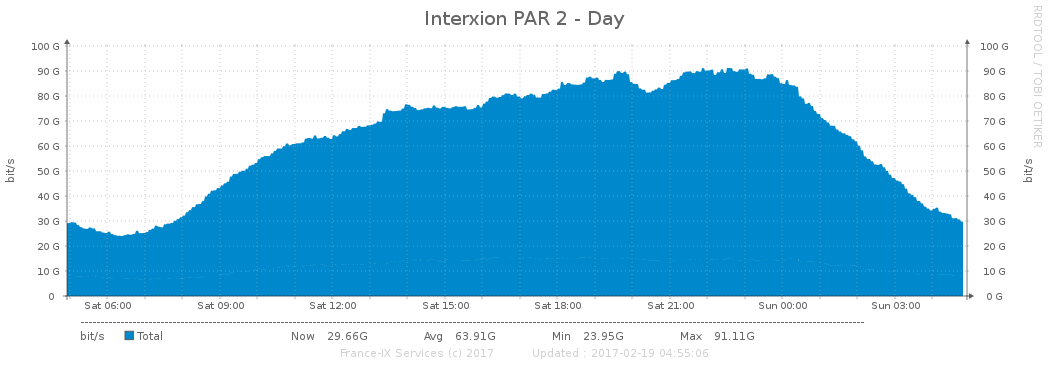 Interxion PAR 2 - Day
RRDTOOL / TOBI OETIKER
100 G 100 G
90 G 90 G
80 G 80 G
70 G 70 G
60 G 60 G
50 G 50 G
40 G 40 G
30 G 30 G
20 G 20 G
10 G 10 G
0 0 G
bit/s bit/s
Sat 06:00 Sat 09:00 Sat 12:00 Sat 15:00 Sat 18:00 Sat 21:00 Sun 00:00 Sun 03:00
bit/s Total Now 29.66G Avg 63.91G Min 23.95G Max 91.11G
France-IX Services (c) 2017 Updated : 2017-02-19 04:55:06